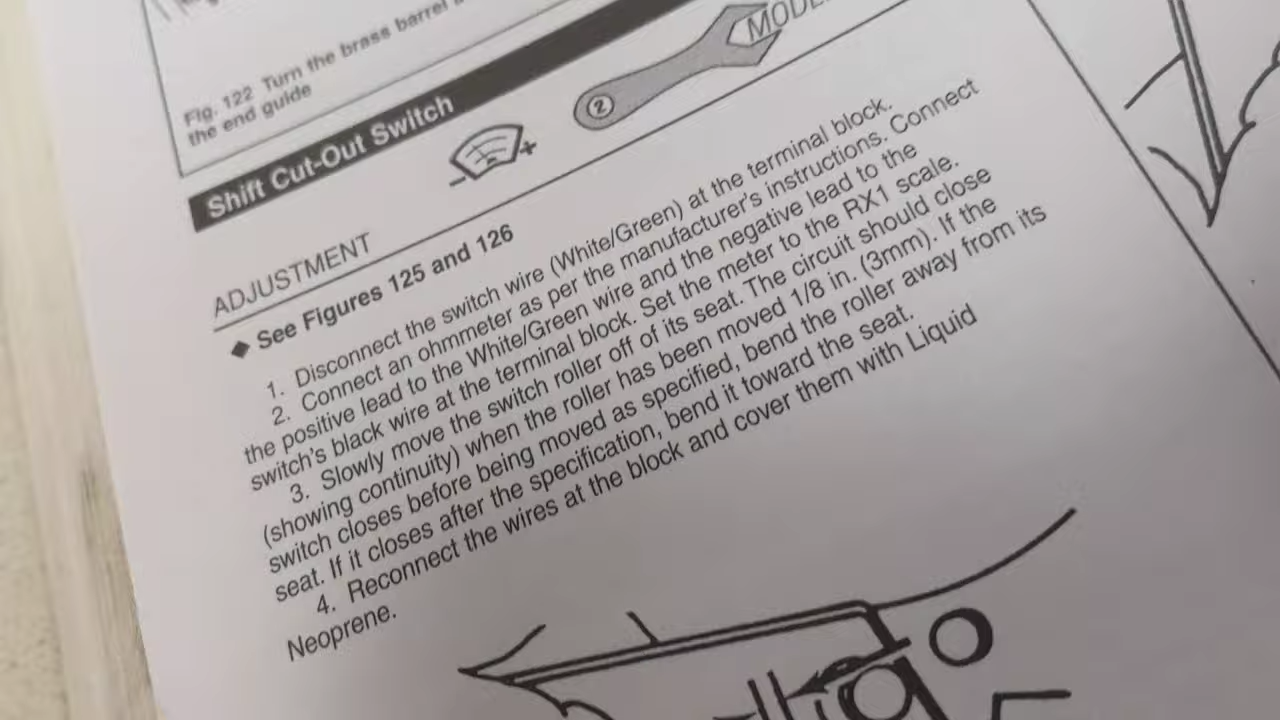 Fig. 122 Turn the brass barrel
the end guide
Shift Cut-Out Switch
2
ADJUSTMENT
◆ See Figures 125 and 126
1. Disconnect the switch wire (White/Green) at the terminal block.
2. Connect an ohmmeter as per the manufacturer's instructions. Connect
the positive lead to the White/Green wire and the negative lead to the
switch's black wire at the terminal block. Set the meter to the RX1 scale.
3. Slowly move the switch roller off of its seat. The circuit should close
(showing continuity) when the roller has been moved 1/8 in. (3mm). If the
switch closes before being moved as specified, bend the roller away from its
seat. If it closes after the specification, bend it toward the seat.
4. Reconnect the wires at the block and cover them with Liquid
Neoprene.